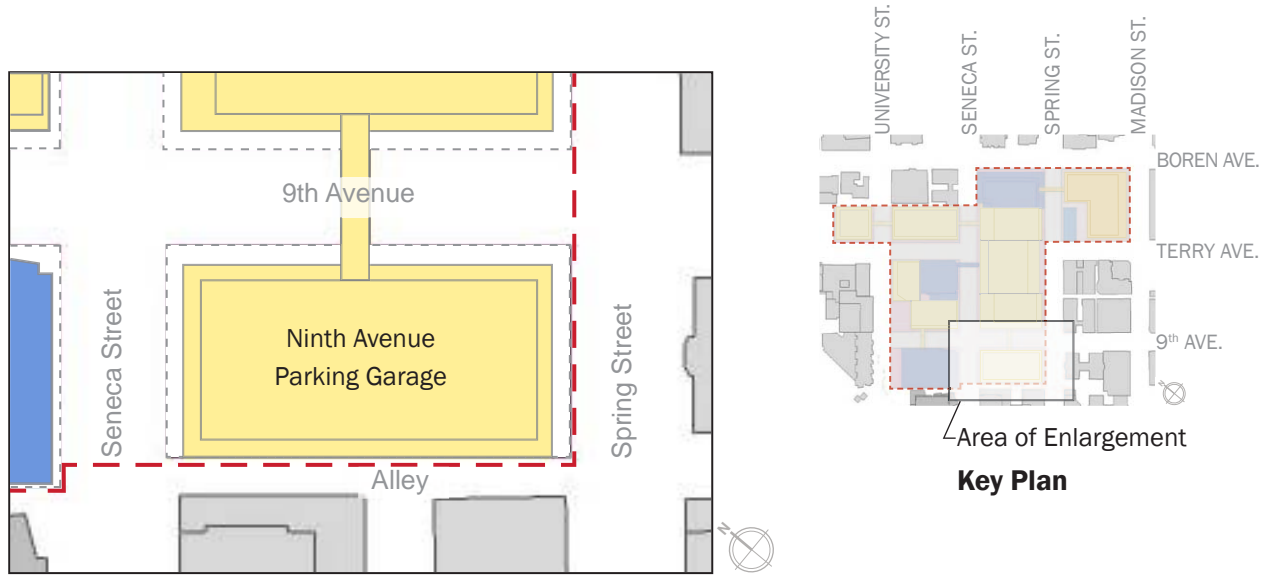 9th Avenue
Seneca Street
Ninth Avenue
Parking Garage
Spring Street
Alley
N
UNIVERSITY ST.
SENECA ST.
SPRING ST.
MADISON ST.
BOREN AVE.
TERRY AVE.
9th AVE.
N
Area of Enlargement
Key Plan